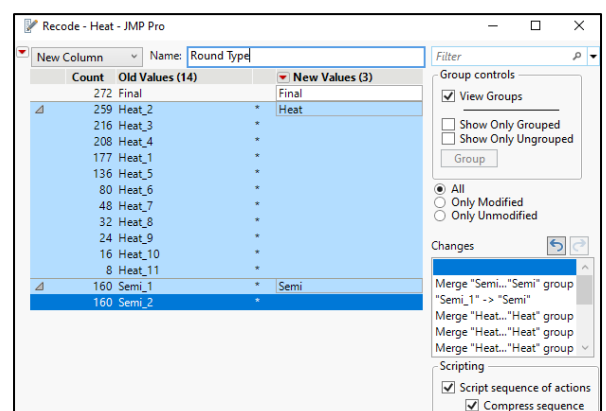 Recode - Heat - JMP Pro
New Column Name: Round Type
Filter
Count Old Values (14) New Values (3)
272 Final Final
259 Heat_2 * Heat
216 Heat_3 *
208 Heat_4 *
177 Heat_1 *
136 Heat_5 *
80 Heat_6 *
48 Heat_7 *
32 Heat_8 *
24 Heat_9 *
16 Heat_10 *
8 Heat_11 *
160 Semi_1 * Semi
160 Semi_2 *
Group controls
View Groups
Show Only Grouped
Show Only Ungrouped
Group
All
Only Modified
Only Unmodified
Changes
Merge "Semi..."Semi" group
"Semi_1" -> "Semi"
Merge "Heat..."Heat" group
Merge "Heat..."Heat" group
Merge "Heat..."Heat" group
Scripting
Script sequence of actions
Compress sequence